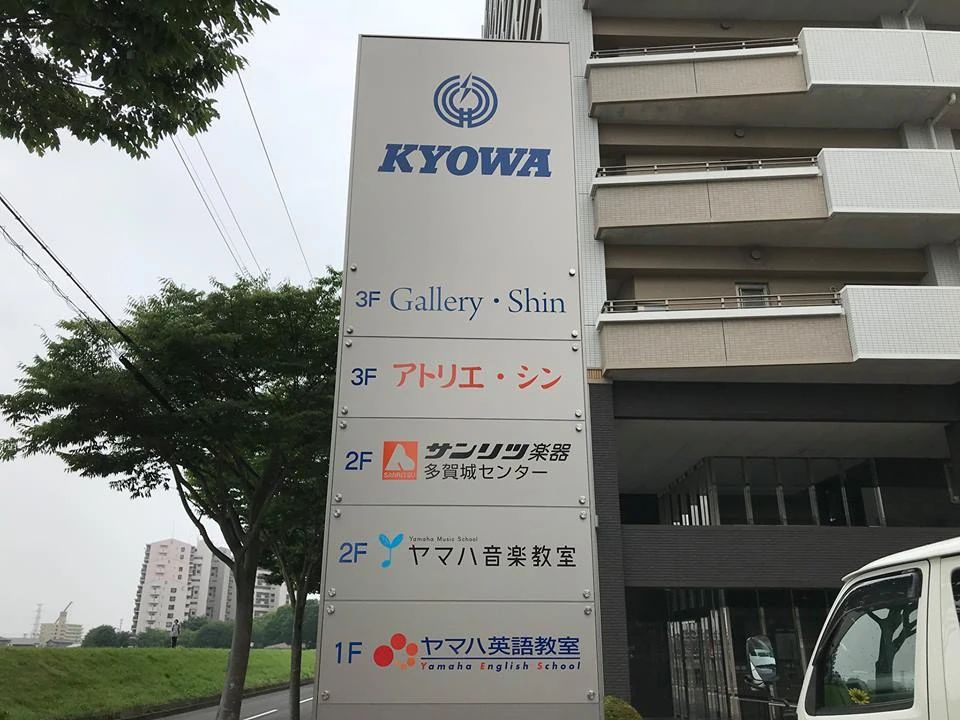 KYOWA
3F Gallery・Shin
3F アトリエ・シン
2F サンリツ楽器
SANRITSU
多賀城センター
Yamaha Music School
2F ヤマハ音楽教室
1F ヤマハ英語教室
Yamaha English School